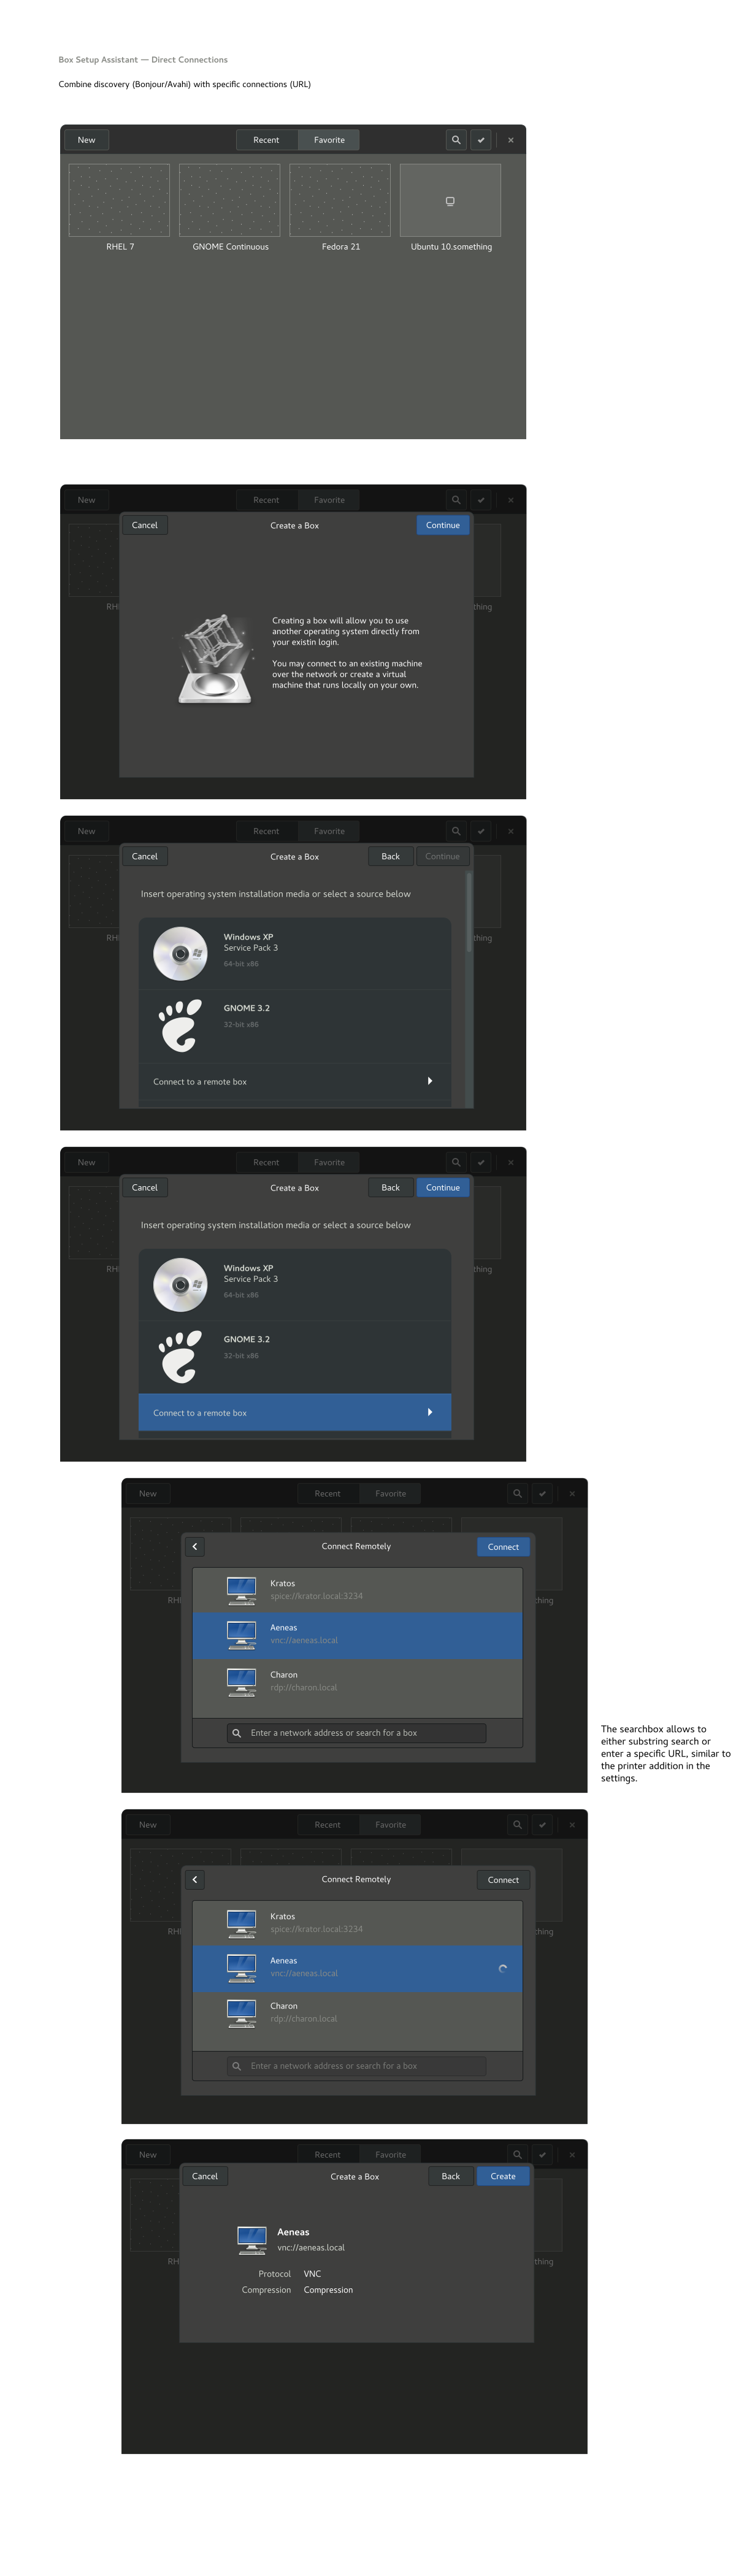 Box Setup Assistant — Direct Connections
Combine discovery (Bonjour/Avahi) with specific connections (URL)
New
Recent
Favorite
RHEL 7
GNOME Continuous
Fedora 21
Ubuntu 10.something
New
Recent
Favorite
Cancel
Create a Box
Continue
RH
thing
Creating a box will allow you to use
another operating system directly from
your existin login.
You may connect to an existing machine
over the network or create a virtual
machine that runs locally on your own.
New
Recent
Favorite
Cancel
Create a Box
Back
Continue
Insert operating system installation media or select a source below
RH
thing
Windows XP
Service Pack 3
64-bit x86
GNOME 3.2
32-bit x86
Connect to a remote box
New
Recent
Favorite
Cancel
Create a Box
Back
Continue
Insert operating system installation media or select a source below
RH
thing
Windows XP
Service Pack 3
64-bit x86
GNOME 3.2
32-bit x86
Connect to a remote box
New
Recent
Favorite
Connect Remotely
Connect
Kratos
spice://krator.local:3234
RHI
thing
Aeneas
vnc://aeneas.local
Charon
rdp://charon.local
Enter a network address or search for a box
The searchbox allows to
either substring search or
enter a specific URL, similar to
the printer addition in the
settings.
New
Recent
Favorite
Connect Remotely
Connect
Kratos
spice://krator.local:3234
RHI
thing
Aeneas
vnc://aeneas.local
Charon
rdp://charon.local
Enter a network address or search for a box
New
Recent
Favorite
Cancel
Create a Box
Back
Create
Aeneas
vnc://aeneas.local
RH
thing
Protocol VNC
Compression Compression